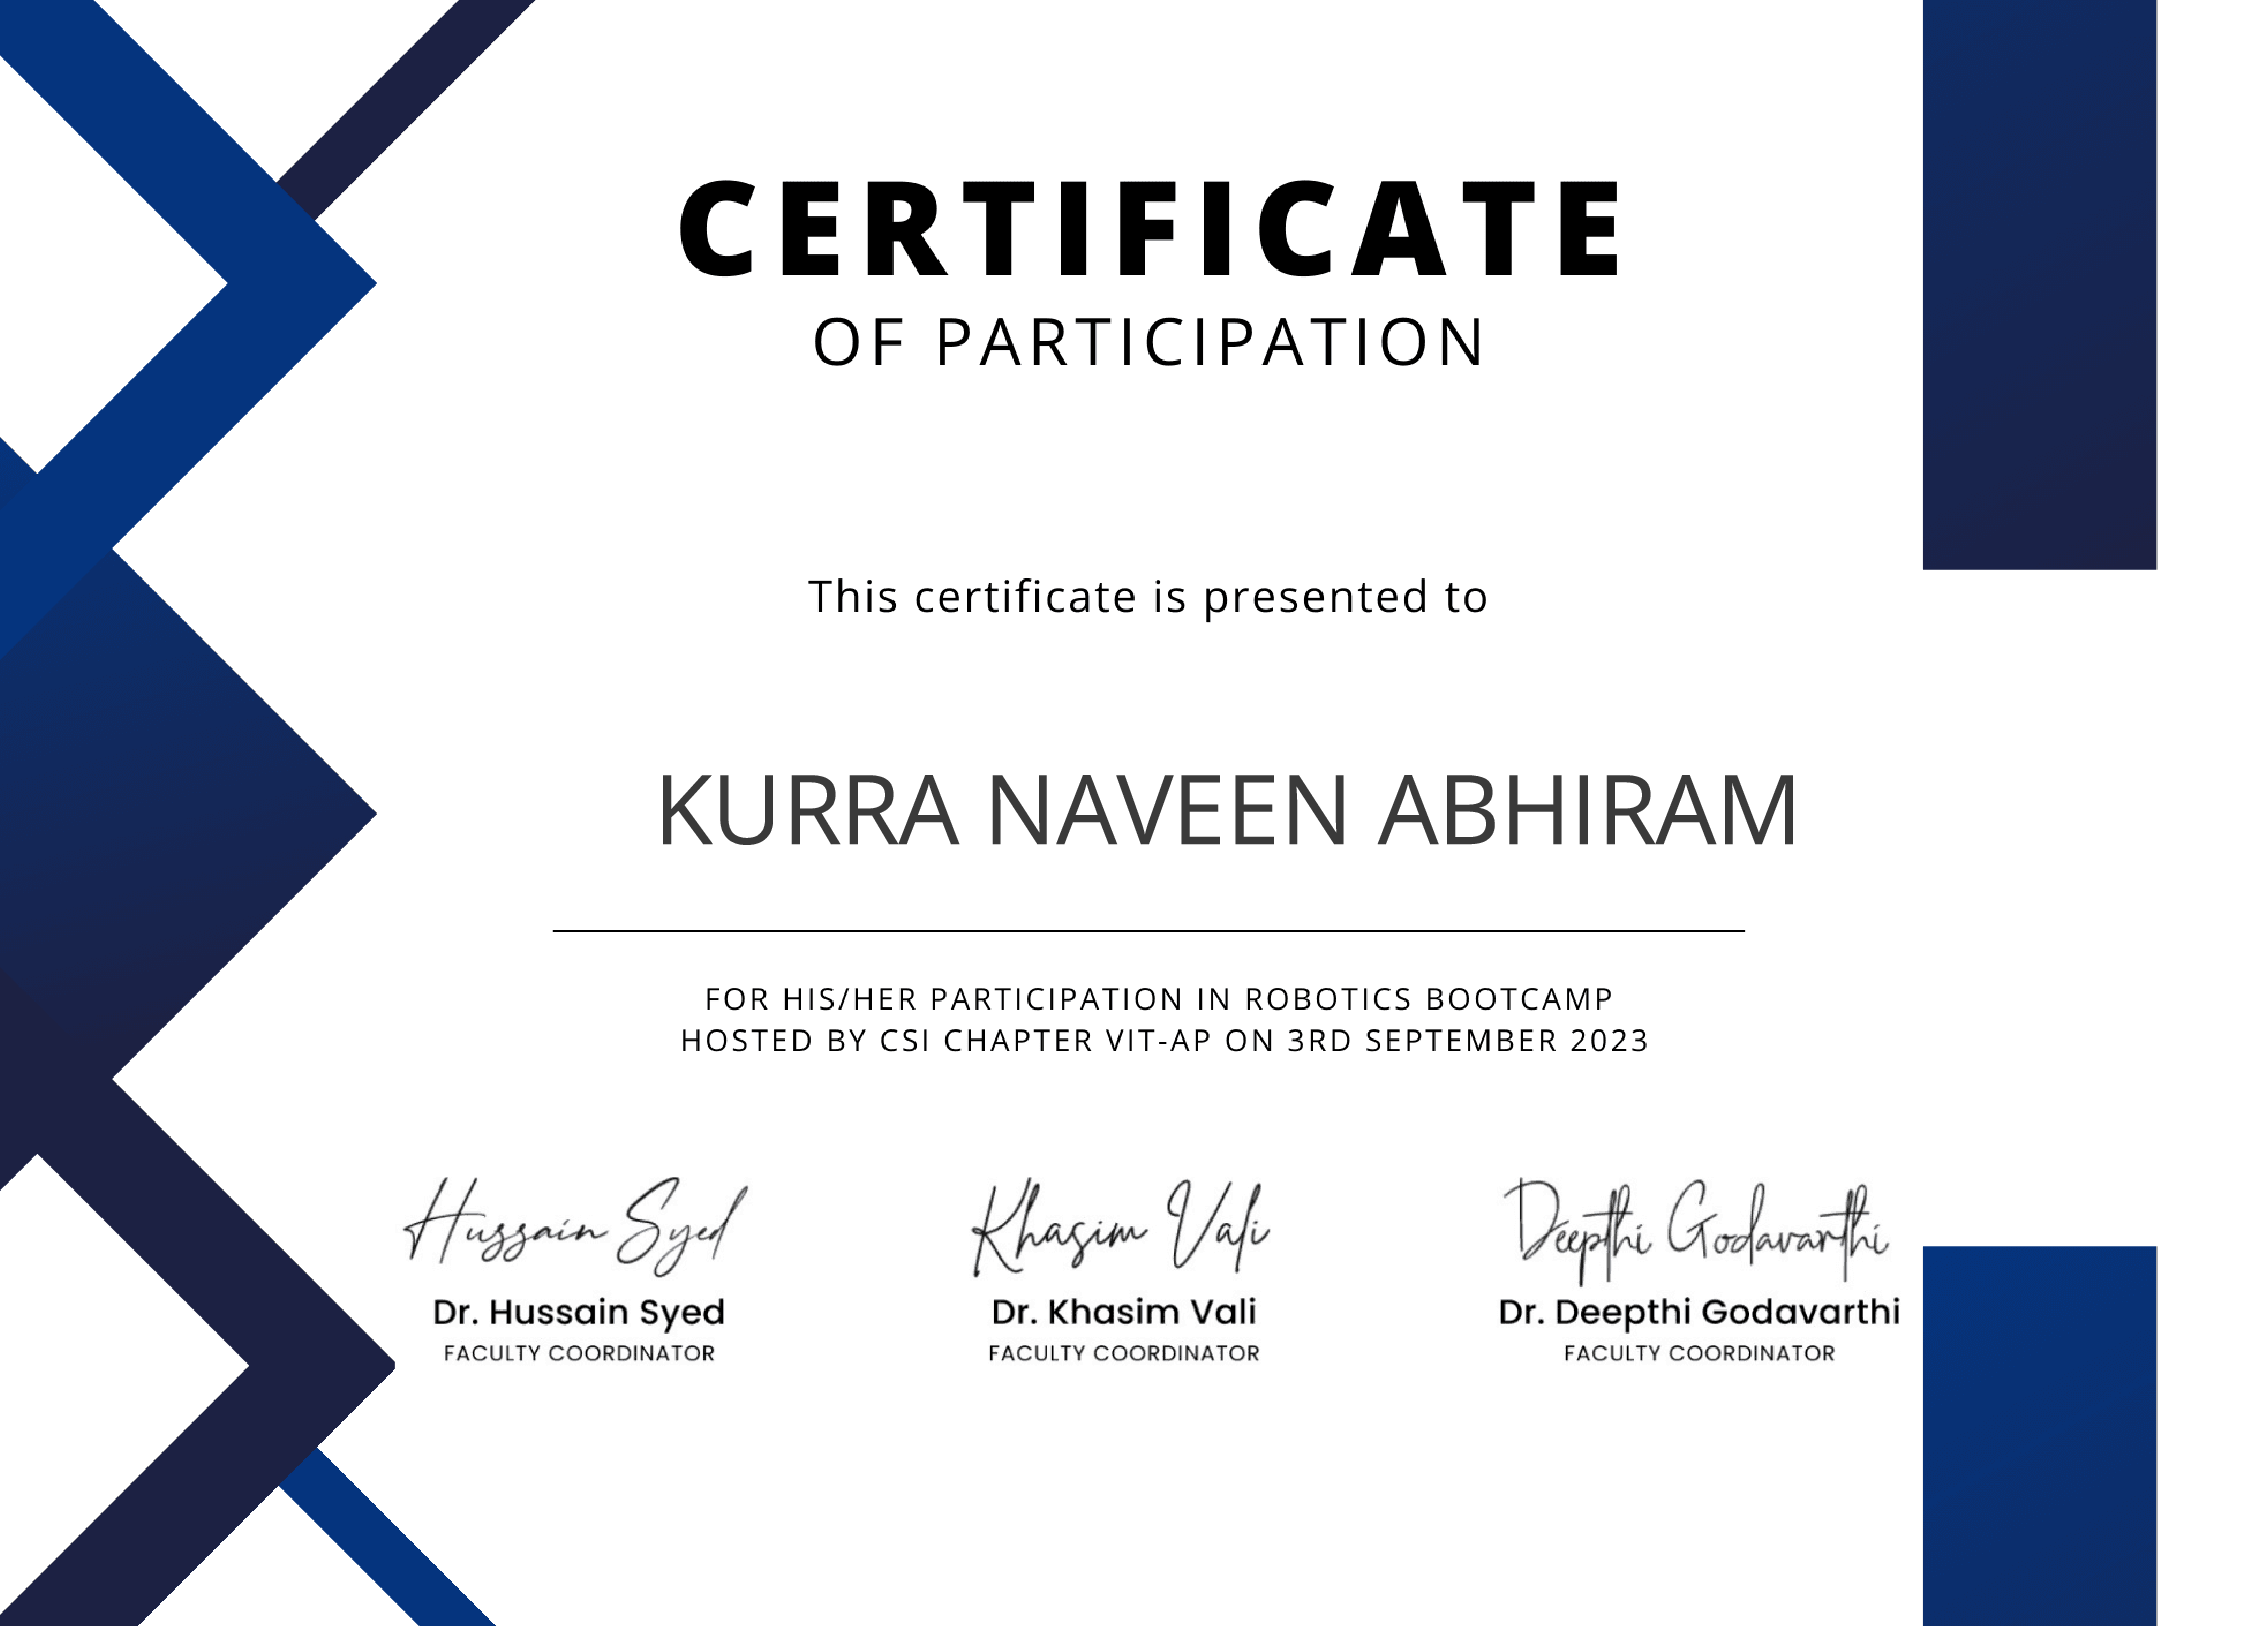 CERTIFICATE
OF PARTICIPATION
This certificate is presented to
KURRA NAVEEN ABHIRAM
FOR HIS/HER PARTICIPATION IN ROBOTICS BOOTCAMP
HOSTED BY CSI CHAPTER VIT-AP ON 3RD SEPTEMBER 2023
Hussain Syed Khasim Vali Deepthi Godavarthi
Dr. Hussain Syed Dr. Khasim Vali Dr. Deepthi Godavarthi
FACULTY COORDINATOR FACULTY COORDINATOR FACULTY COORDINATOR